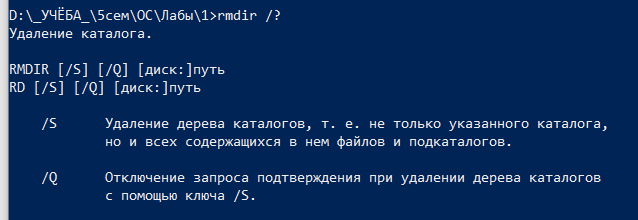 D:\_УЧЁБА_\5сем\ОС\Лабы\1>rmdir /?
Удаление каталога.
RMDIR [/S] [/Q] [диск:]путь
RD [/S] [/Q] [диск:]путь
/S Удаление дерева каталогов, т. е. не только указанного каталога,
но и всех содержащихся в нем файлов и подкаталогов.
/Q Отключение запроса подтверждения при удалении дерева каталогов
с помощью ключа /S.